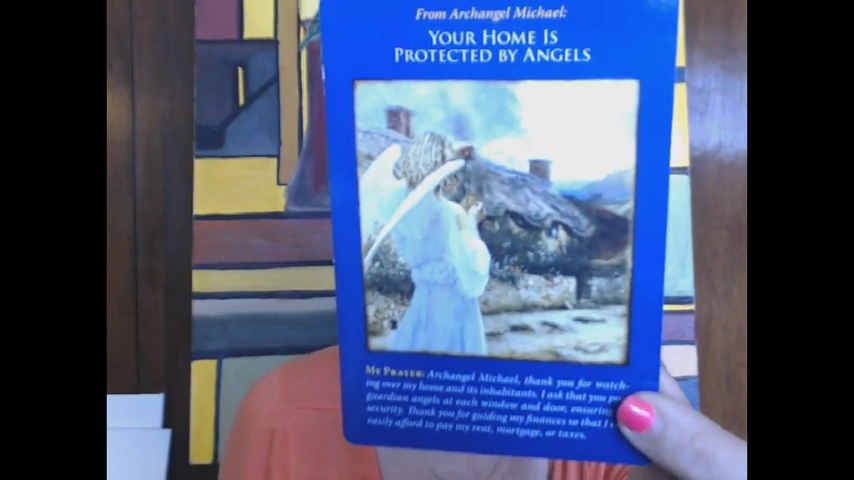 From Archangel Michael:
YOUR HOME IS
PROTECTED BY ANGELS
MY PRAYER: Archangel Michael, thank you for watch-
ing over my home and its inhabitants. I ask that you
guardian angels at each window and door, ensuring
security. Thank you for guiding my finances so that I
easily afford to pay my rent, mortgage, or taxes.